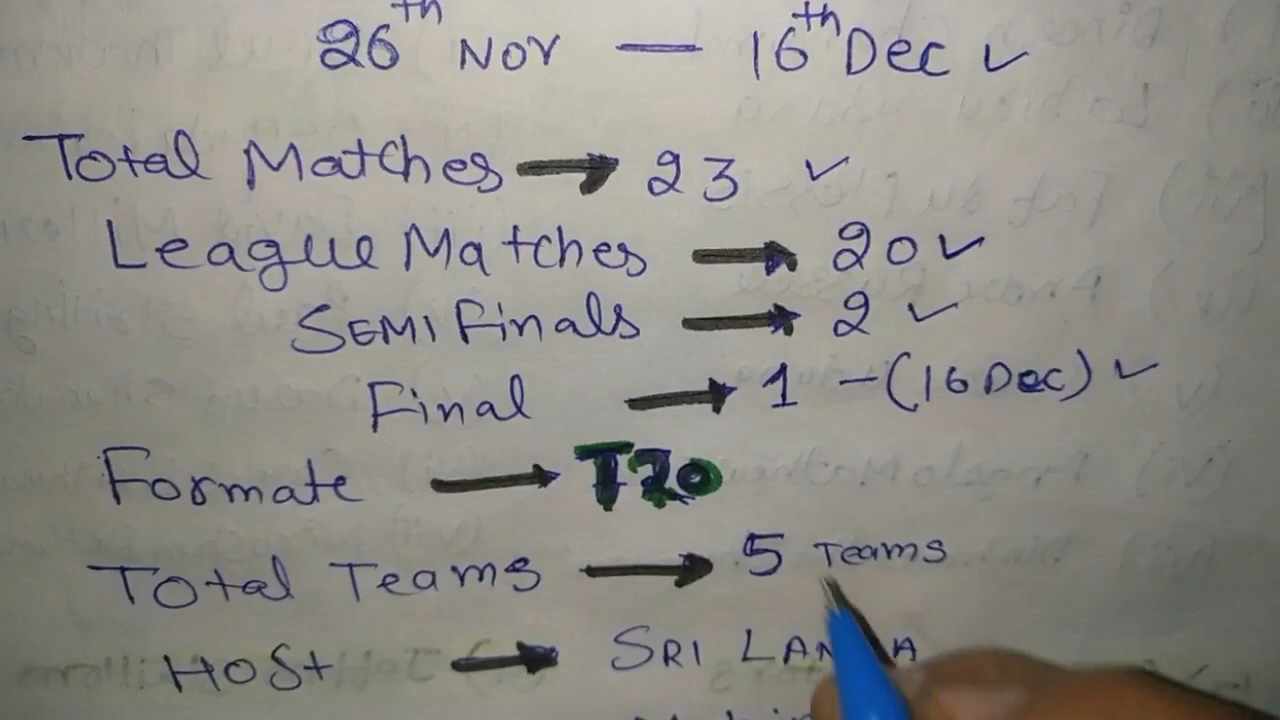 26th Nov — 16th Dec ✓
Total Matches → 23 ✓
League Matches → 20 ✓
SEMI Finals → 2 ✓
Final → 1 - (16 Dec) ✓
Formate → T20
Total Teams → 5 Teams
Host → SRI LANKA